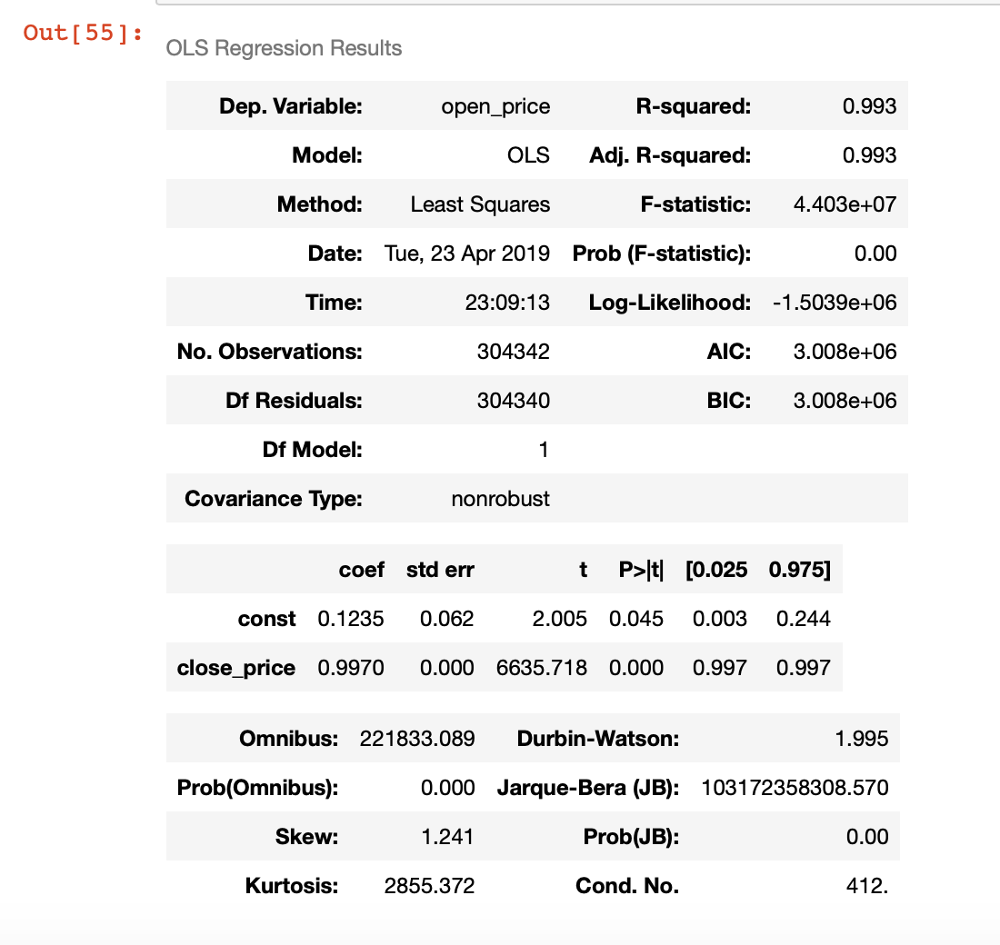 Out[55]:
OLS Regression Results
Dep. Variable: open_price R-squared: 0.993
Model: OLS Adj. R-squared: 0.993
Method: Least Squares F-statistic: 4.403e+07
Date: Tue, 23 Apr 2019 Prob (F-statistic): 0.00
Time: 23:09:13 Log-Likelihood: -1.5039e+06
No. Observations: 304342 AIC: 3.008e+06
Df Residuals: 304340 BIC: 3.008e+06
Df Model: 1
Covariance Type: nonrobust
coef std err t P>|t| [0.025 0.975]
const 0.1235 0.062 2.005 0.045 0.003 0.244
close_price 0.9970 0.000 6635.718 0.000 0.997 0.997
Omnibus: 221833.089 Durbin-Watson: 1.995
Prob(Omnibus): 0.000 Jarque-Bera (JB): 103172358308.570
Skew: 1.241 Prob(JB): 0.00
Kurtosis: 2855.372 Cond. No. 412.